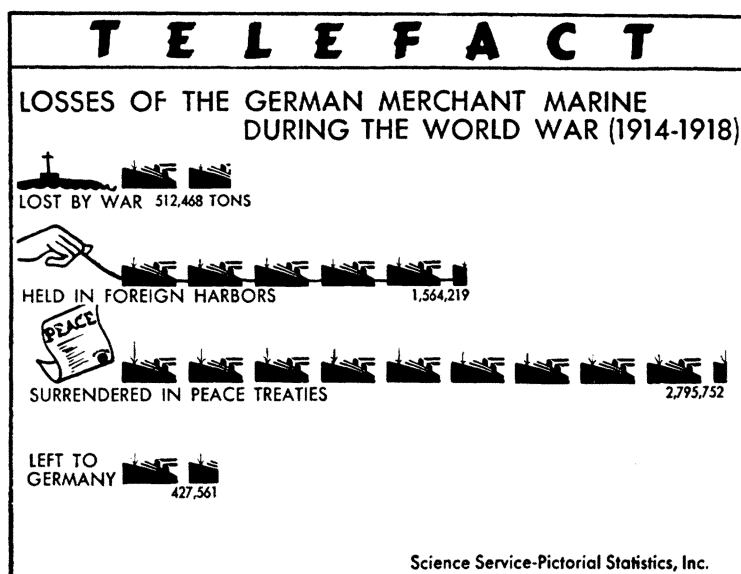 TELEFACT
LOSSES OF THE GERMAN MERCHANT MARINE
DURING THE WORLD WAR (1914-1918)
LOST BY WAR 512,468 TONS
HELD IN FOREIGN HARBORS 1,564,219
PEACE
SURRENDERED IN PEACE TREATIES 2,795,752
LEFT TO
GERMANY
427,561
Science Service-Pictorial Statistics, Inc.